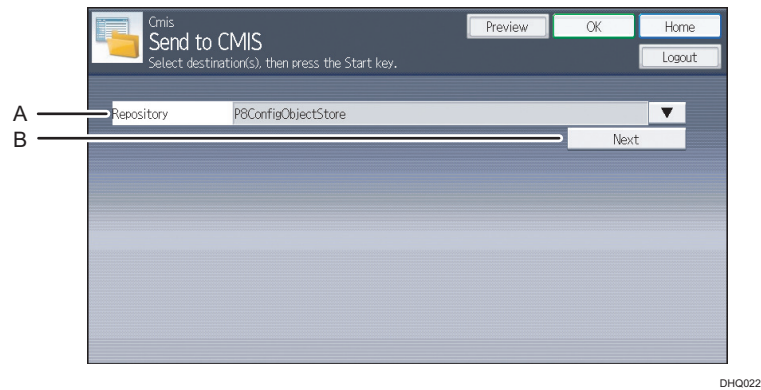 Cmis
Send to CMIS
Select destination(s), then press the Start key.
Preview
OK
Home
Logout
A
Repository
P8ConfigObjectStore
▼
B
Next
DHQ022